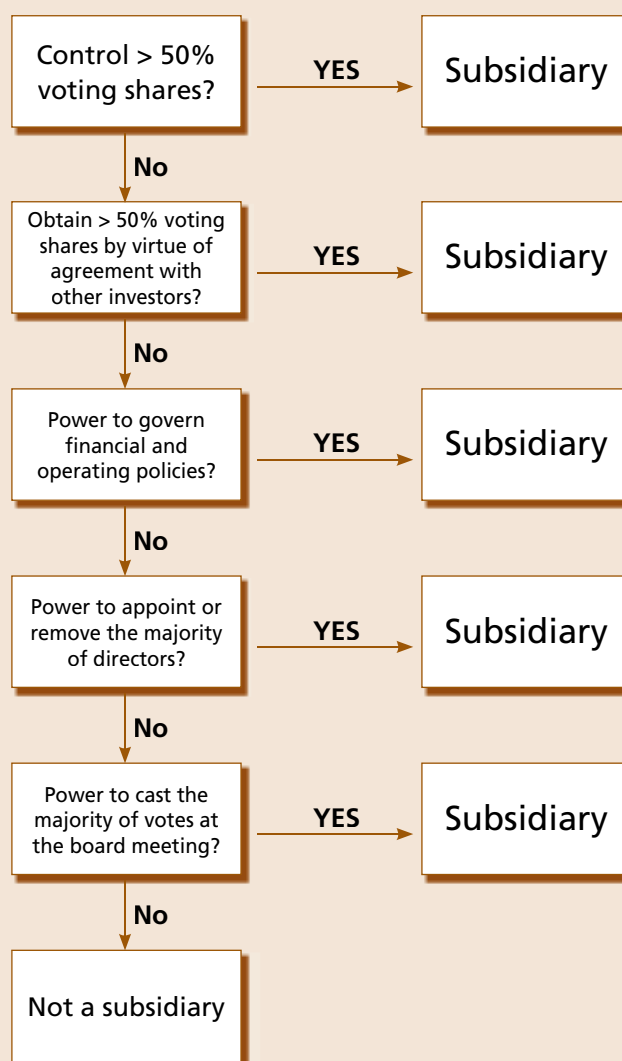 Control > 50%
voting shares?
YES
Subsidiary
No
Obtain > 50% voting
shares by virtue of
agreement with
other investors?
YES
Subsidiary
No
Power to govern
financial and
operating policies?
YES
Subsidiary
No
Power to appoint or
remove the majority
of directors?
YES
Subsidiary
No
Power to cast the
majority of votes at
the board meeting?
YES
Subsidiary
No
Not a subsidiary